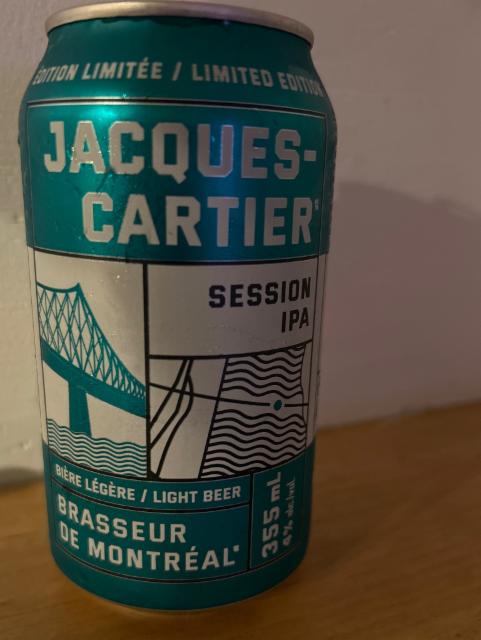 ÉDITION LIMITÉE / LIMITED EDITION
JACQUES-
CARTIER
SESSION
IPA
BIÈRE LÉGÈRE / LIGHT BEER
BRASSEUR
DE MONTRÉAL
355 mL
4% alc./vol.